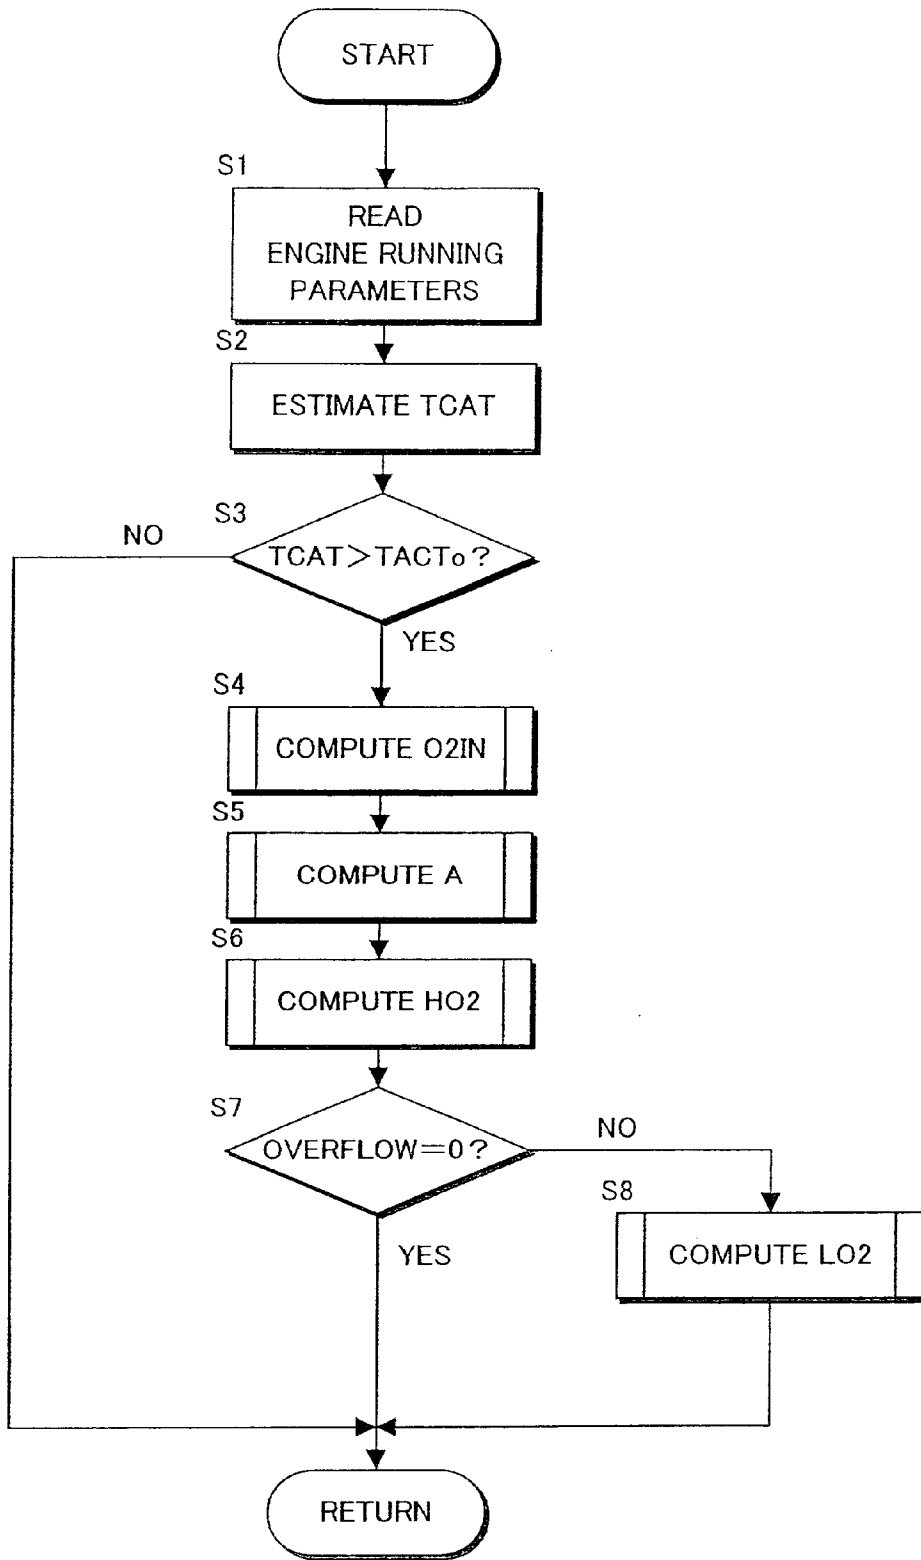 START
S1
READ
ENGINE RUNNING
PARAMETERS
S2
ESTIMATE TCAT
S3
NO
TCAT>TACTo?
YES
S4
COMPUTE O2IN
S5
COMPUTE A
S6
COMPUTE HO2
S7
OVERFLOW=0?
NO
S8
YES
COMPUTE LO2
RETURN